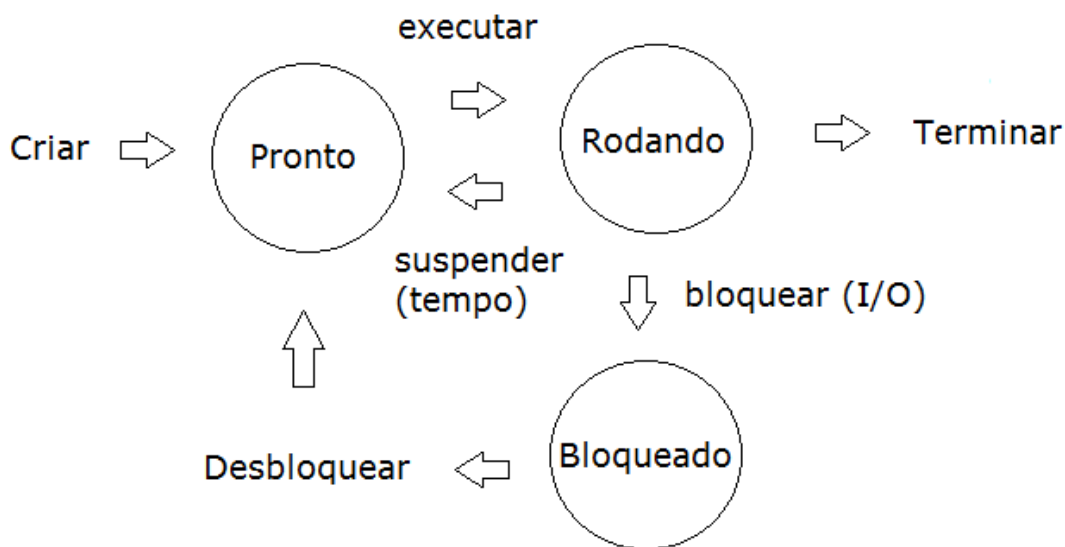 executar
Criar
Pronto
Rodando
Terminar
suspender
(tempo)
bloquear (I/O)
Desbloquear
Bloqueado